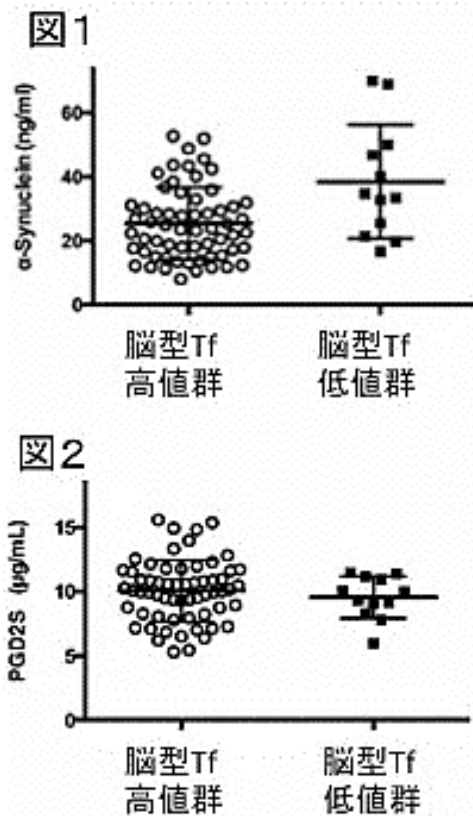 図1
α-Synuclein (ng/ml)
60
40
20
0
脳型Tf
高値群
脳型Tf
低値群
図2
PGD2S (μg/mL)
15
10
5
0
脳型Tf
高値群
脳型Tf
低値群